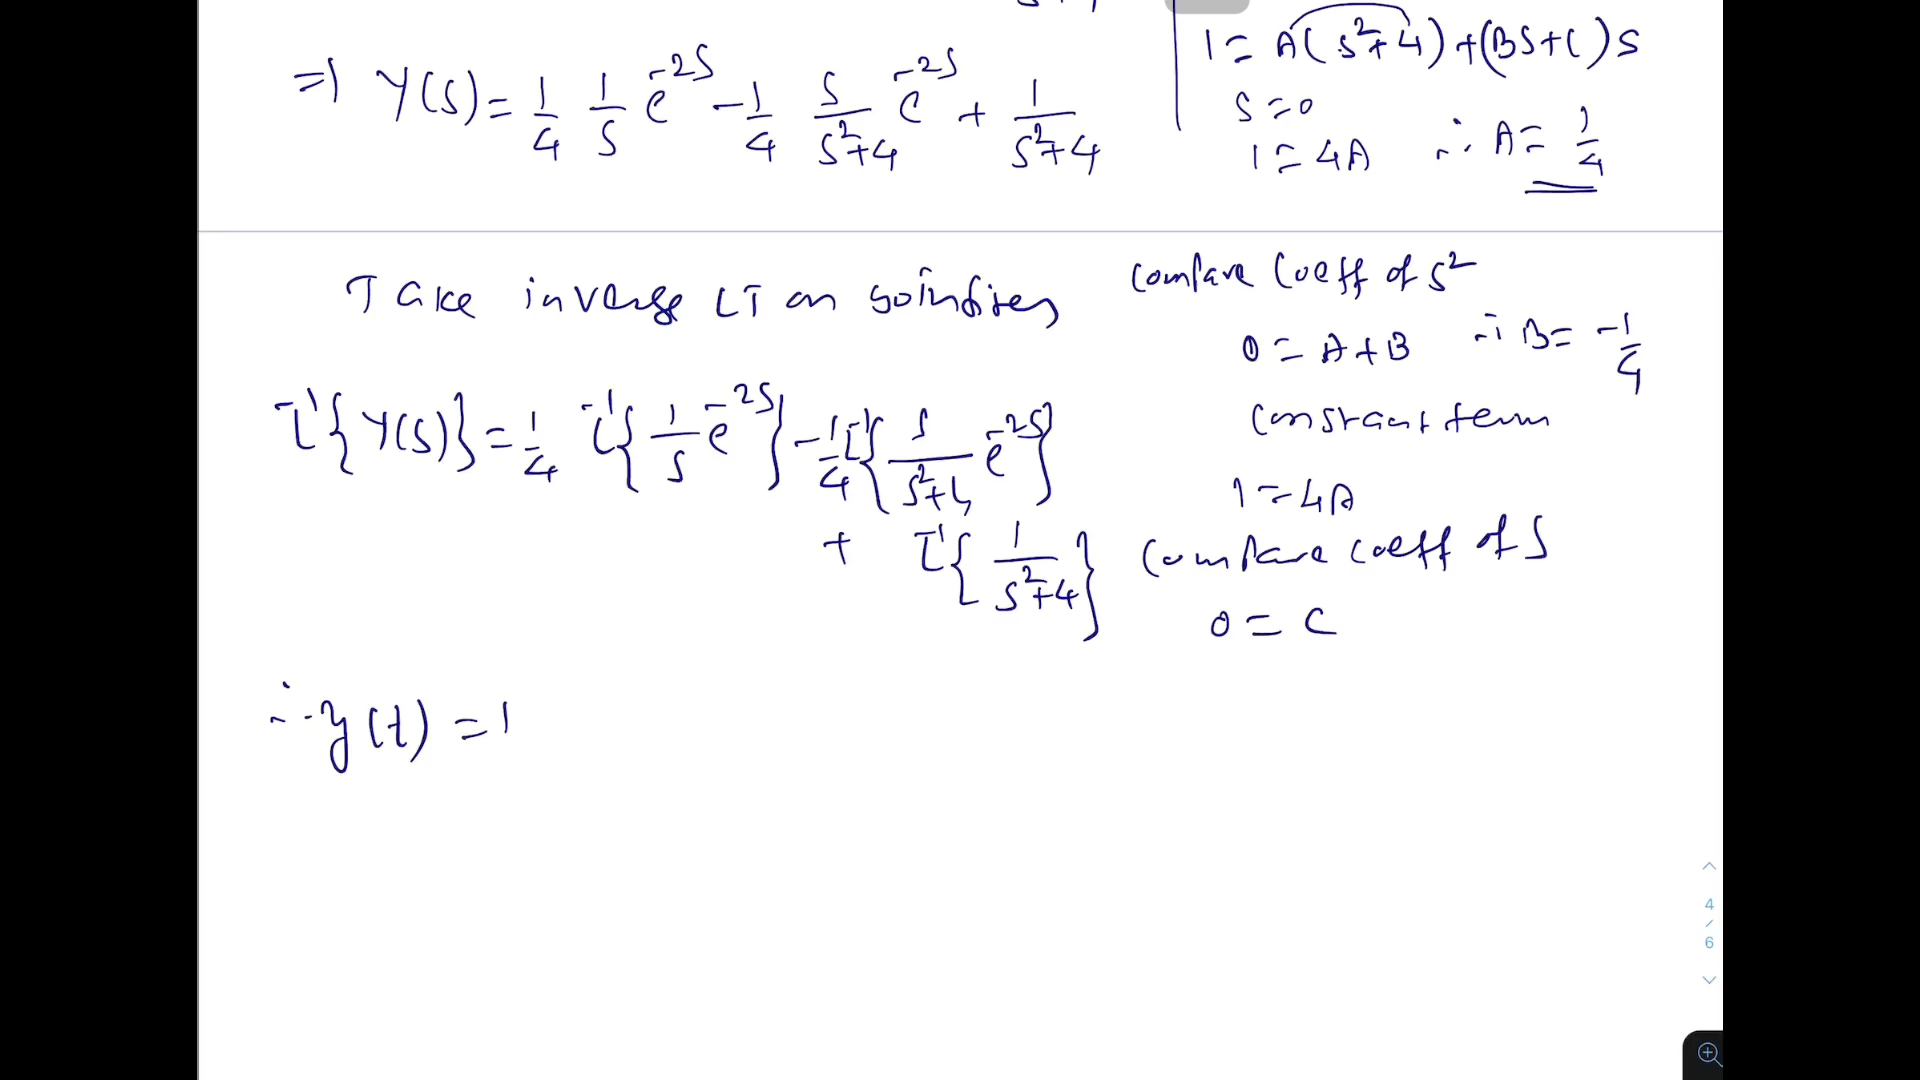 ⇒ Y(s) = 1/4 1/s e^{-2s} - 1/4 s/(s²+4) e^{-2s} + 1/(s²+4)
1 = A(s²+4) + (Bs+C)s
s = 0
1 = 4A ∴ A = 1/4
Take inverse LT on
L⁻¹{Y(s)} = 1/4 L⁻¹{1/s e^{-2s}} - 1/4 L⁻¹{s/(s²+4) e^{-2s}}
+ L⁻¹{1/(s²+4)}
∴ y(t) = 1
Compare Coeff of s²
0 = A + B ∴ B = -1/4
Constant term
1 = 4A
Compare coeff of s
0 = C
4
/
6